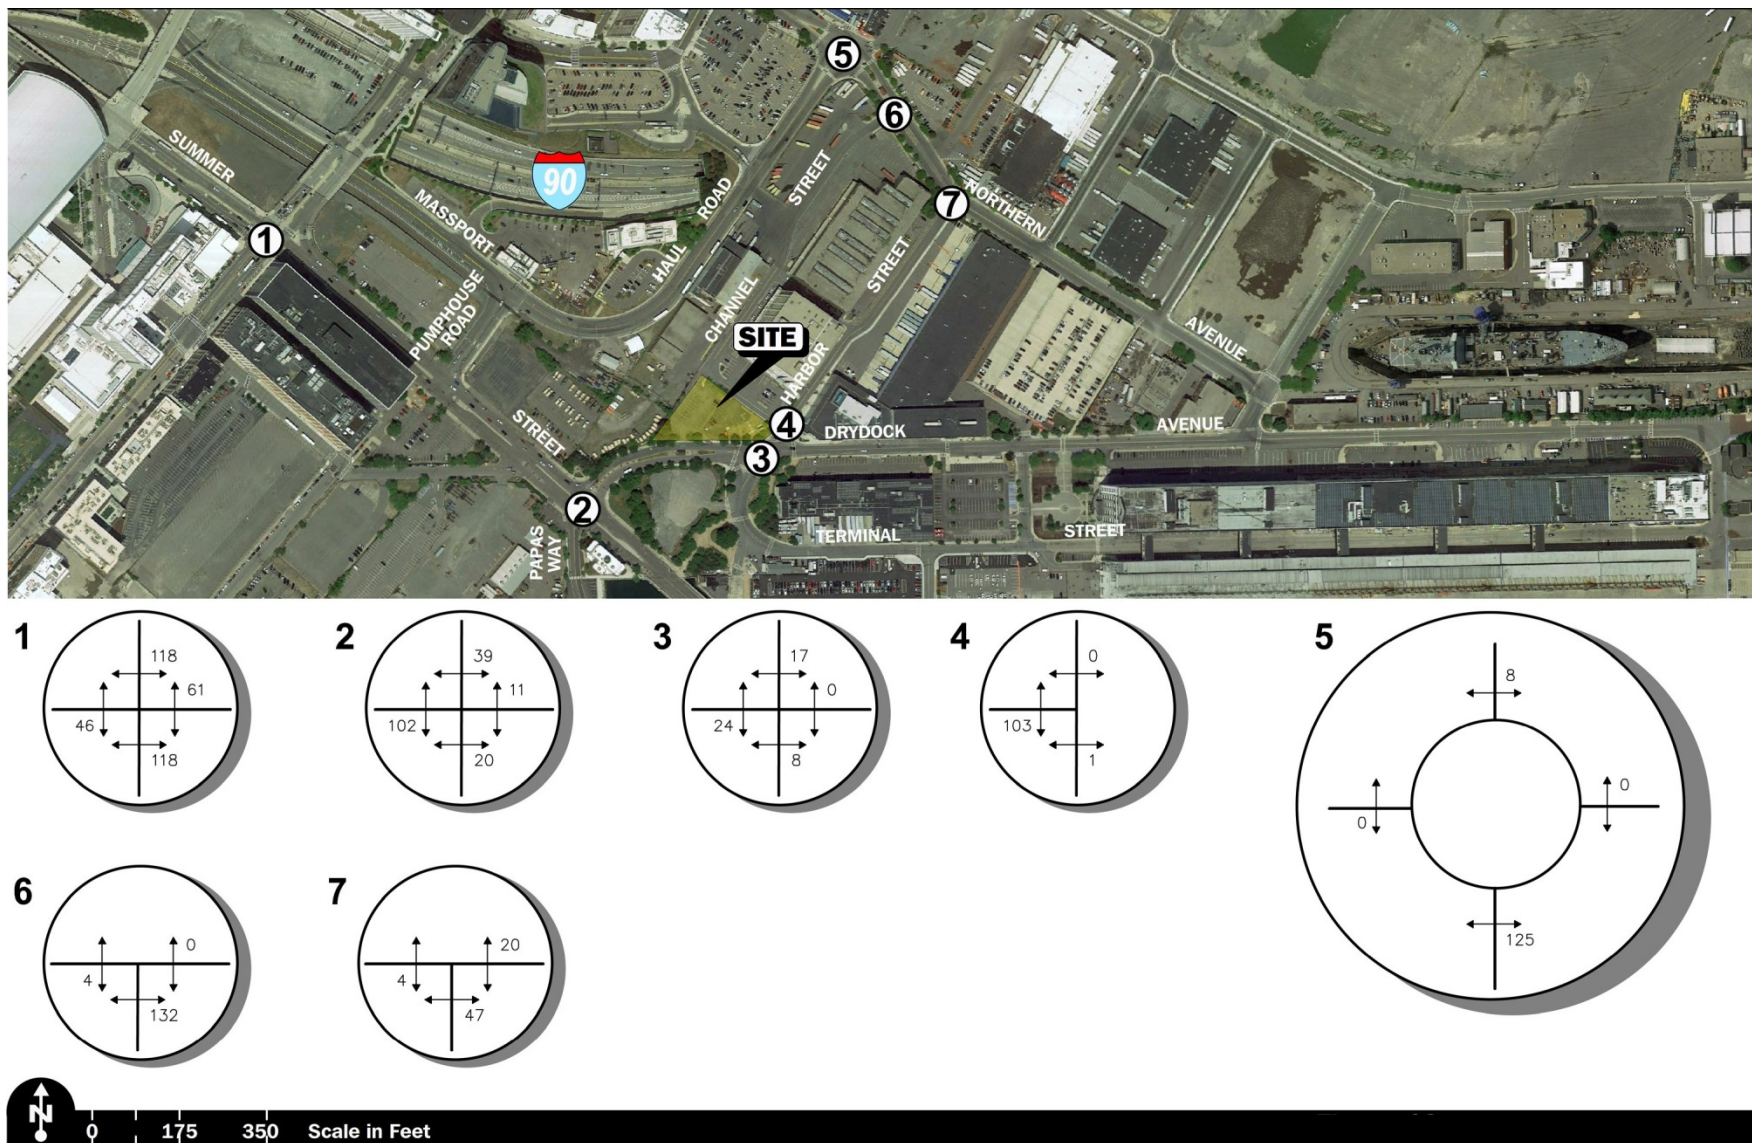 5
6
SUMMER
90
STREET
ROAD
NORTHERN
7
MASSPORT
1
HAUL
STREET
PUMPHOUSE
ROAD
CHANNEL
SITE
AVENUE
HARBOR
STREET
4
DRYDOCK
AVENUE
3
2
PAPAS
WAY
TERMINAL
STREET
1
118
61
46
118
2
39
11
102
20
3
17
0
24
8
4
0
103
1
5
8
0
0
125
6
0
4
132
7
20
4
47
N
0 175 350 Scale in Feet